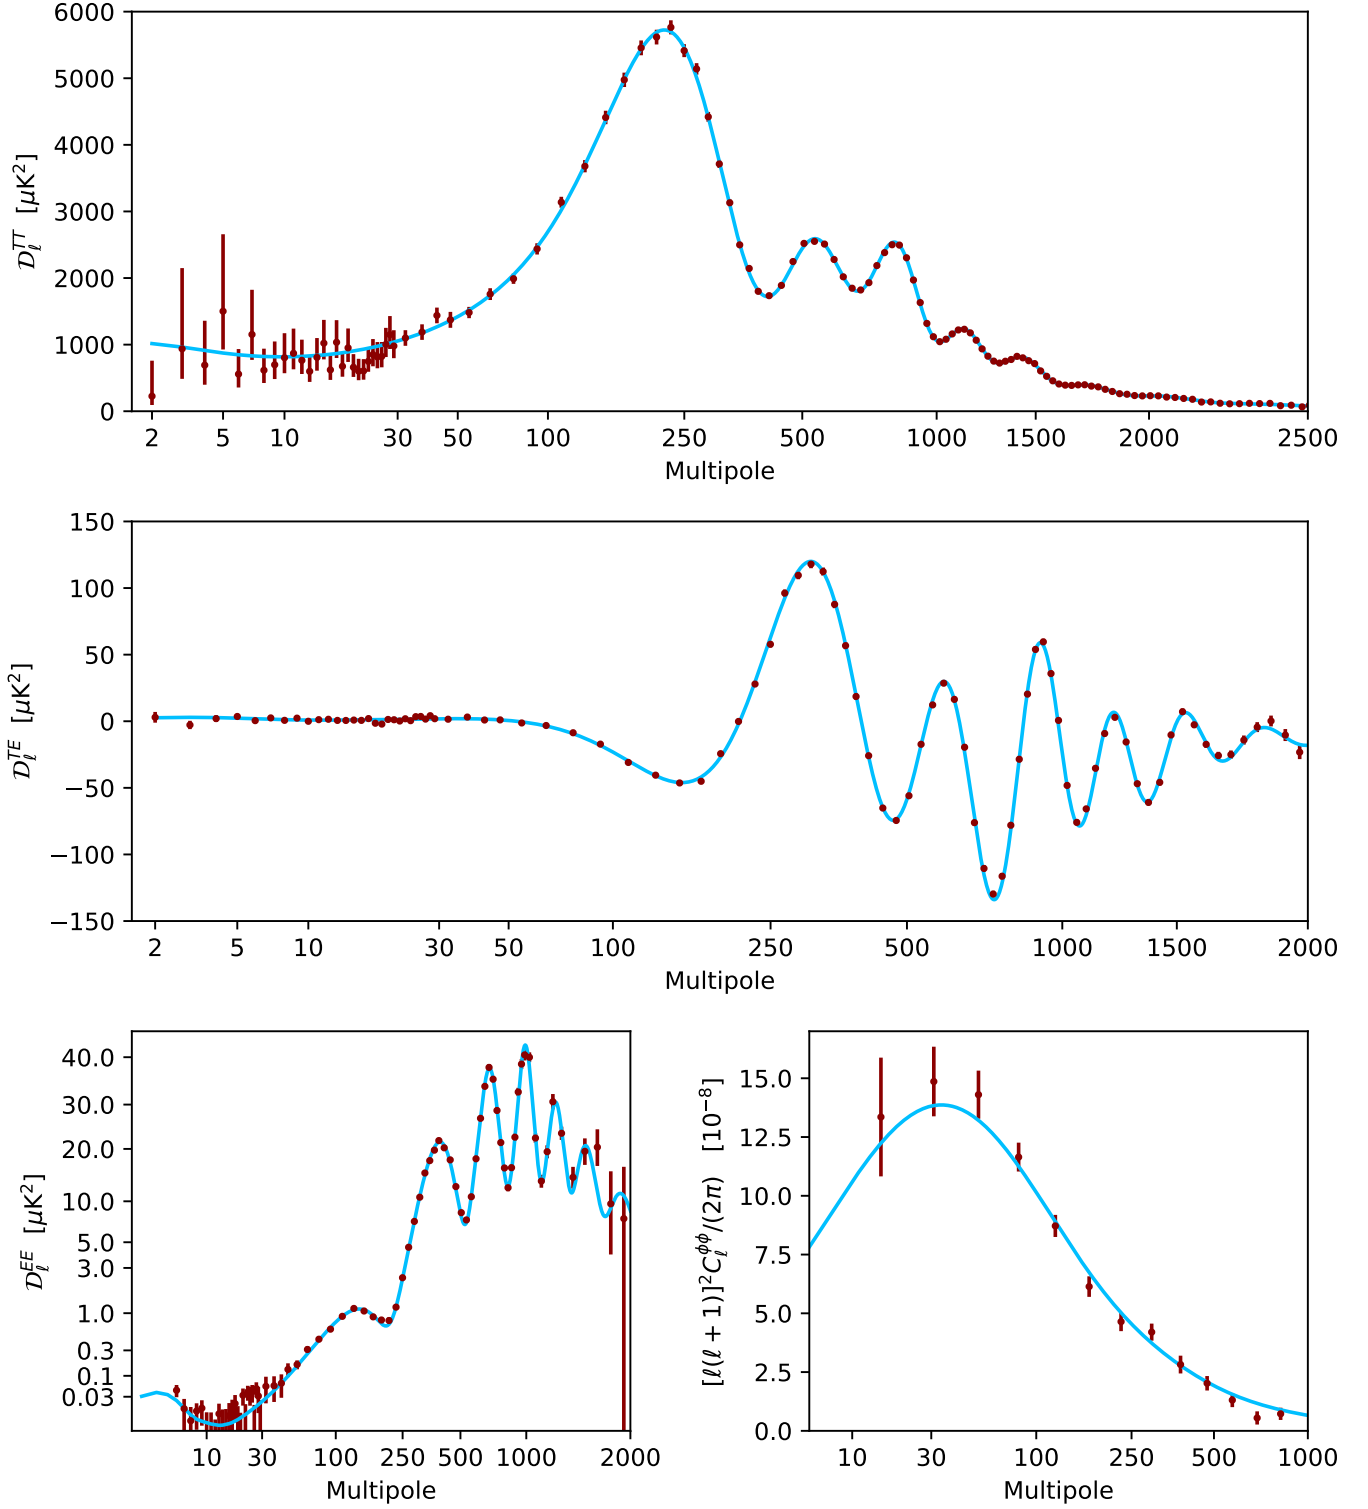 6000
5000
4000
3000
2000
1000
0
𝒟ℓ^TT [μK²]
2 5 10 30 50 100 250 500 1000 1500 2000 2500
Multipole
150
100
50
0
−50
−100
−150
𝒟ℓ^TE [μK²]
2 5 10 30 50 100 250 500 1000 1500 2000
Multipole
40.0
30.0
20.0
10.0
5.0
3.0
1.0
0.3
0.1
0.03
𝒟ℓ^EE [μK²]
10 30 100 250 500 1000 2000
Multipole
15.0
12.5
10.0
7.5
5.0
2.5
0.0
[ℓ(ℓ + 1)]²Cℓ^ϕϕ/(2π) [10⁻⁸]
10 30 100 250 500 1000
Multipole